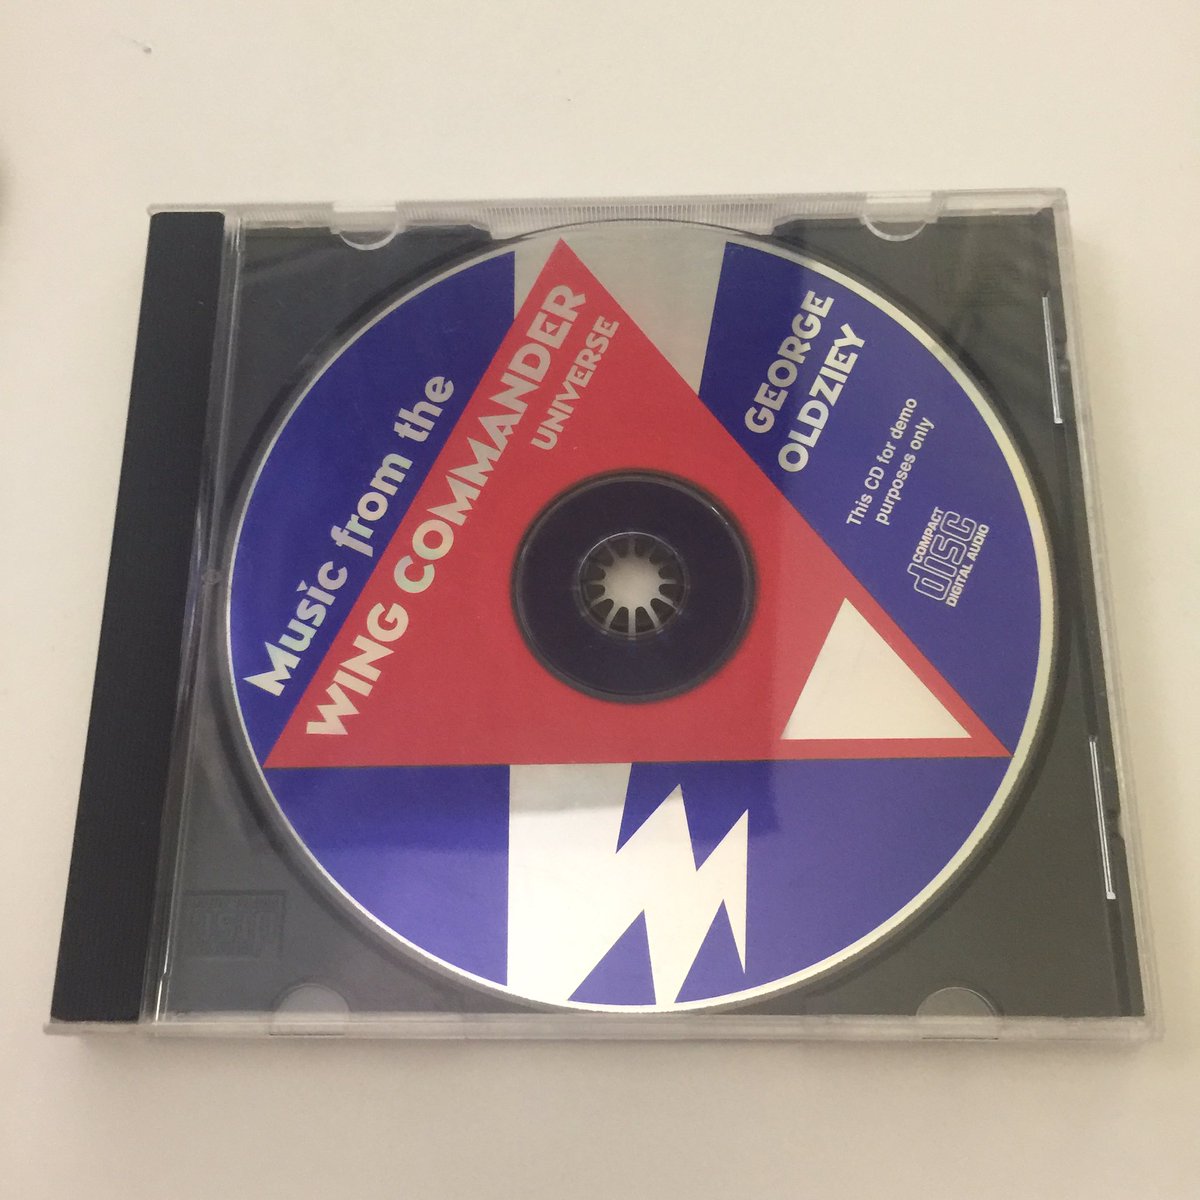 Music from the
WING COMMANDER
UNIVERSE
GEORGE
OLDZIEY
This CD for demo
purposes only
COMPACT
disc
DIGITAL AUDIO